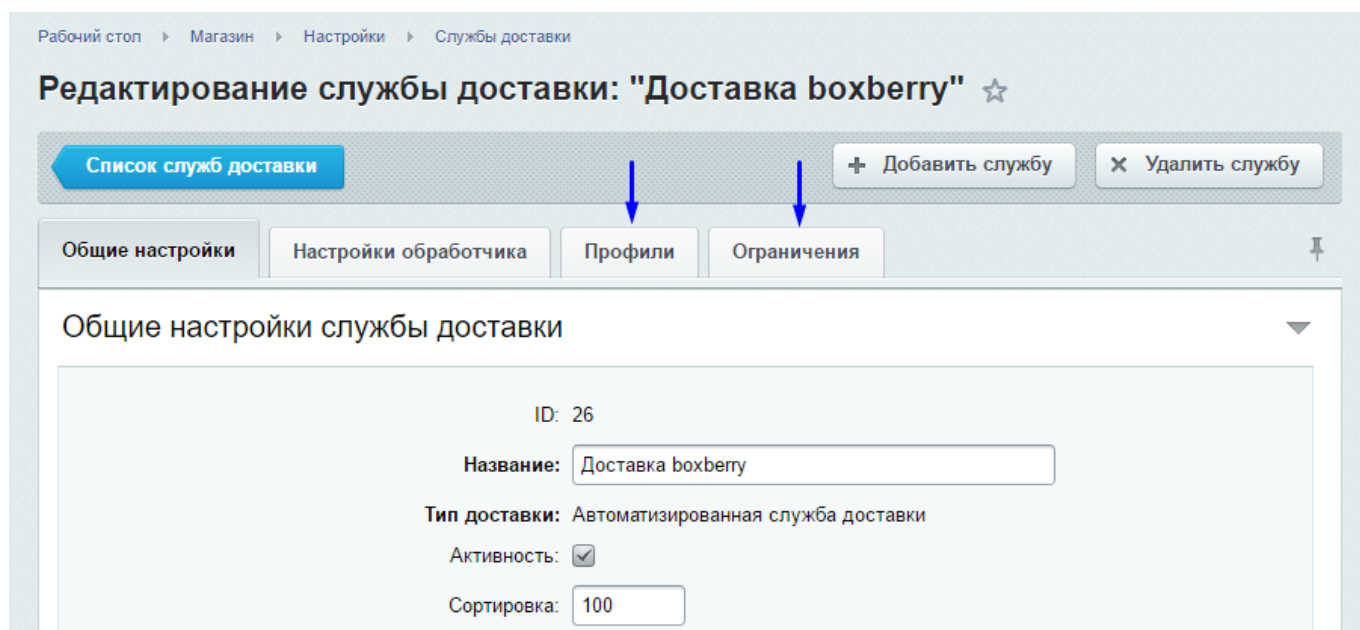 Рабочий стол Магазин Настройки Службы доставки
Редактирование службы доставки: "Доставка boxberry"
Список служб доставки Добавить службу Удалить службу
Общие настройки Настройки обработчика Профили Ограничения
Общие настройки службы доставки
ID: 26
Название: Доставка boxberry
Тип доставки: Автоматизированная служба доставки
Активность:
Сортировка: 100